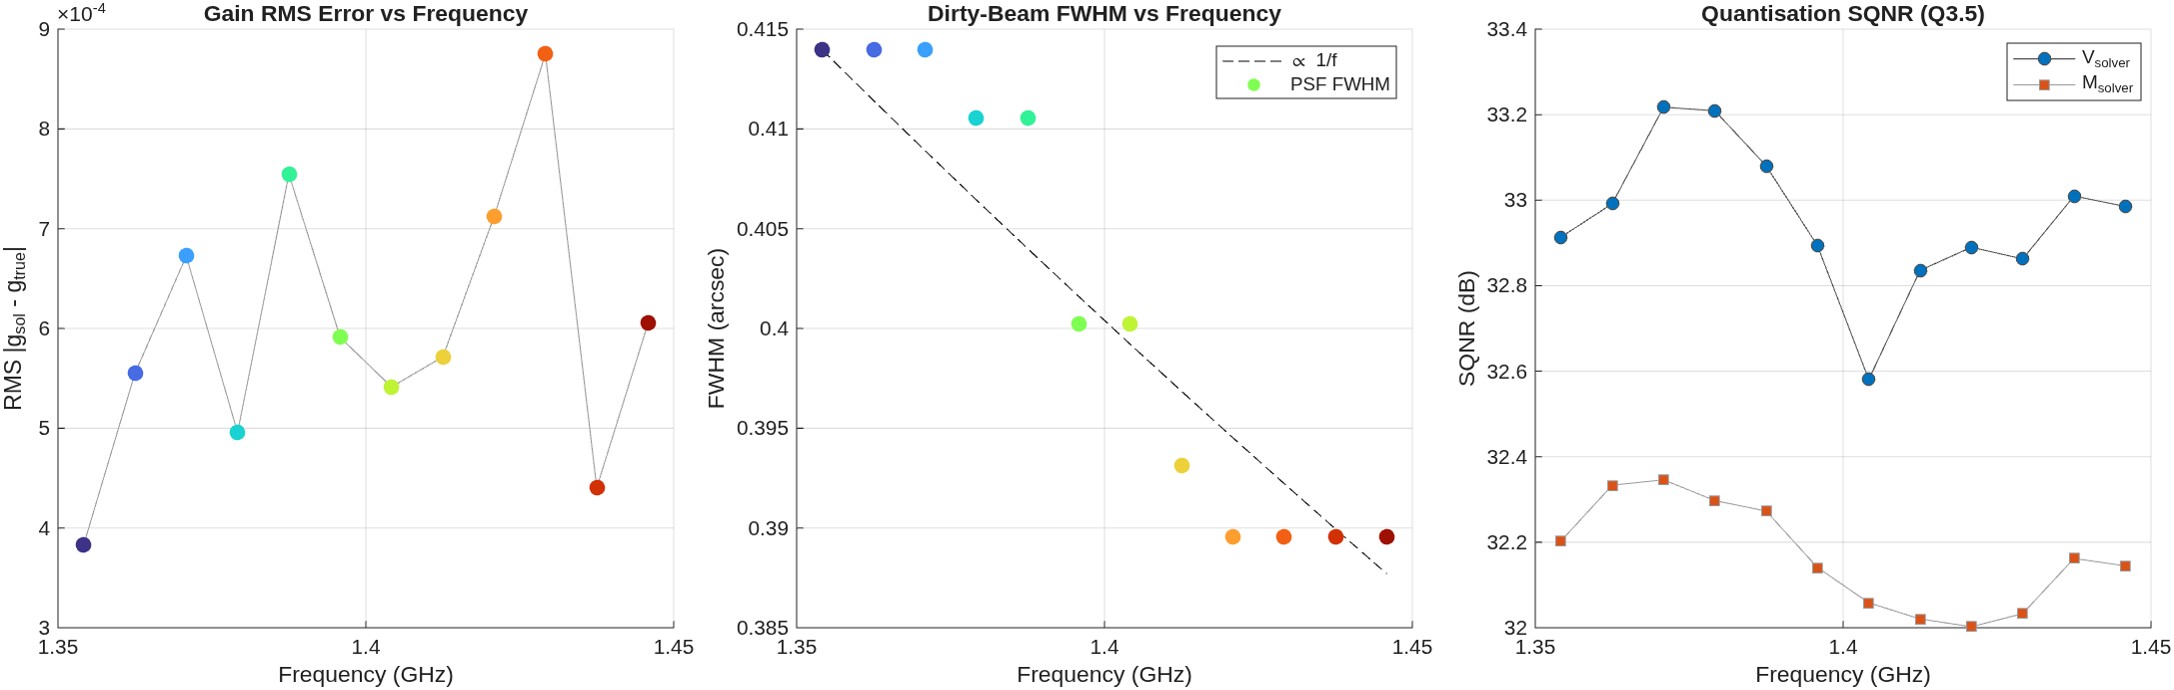 Gain RMS Error vs Frequency
×10-4
9
8
7
6
5
4
3
1.35
1.4
1.45
Frequency (GHz)
RMS |gsol - gtrue|
Dirty-Beam FWHM vs Frequency
0.415
0.41
0.405
0.4
0.395
0.39
0.385
1.35
1.4
1.45
Frequency (GHz)
FWHM (arcsec)
∝ 1/f
PSF FWHM
Quantisation SQNR (Q3.5)
33.4
33.2
33
32.8
32.6
32.4
32.2
32
1.35
1.4
1.45
Frequency (GHz)
SQNR (dB)
Vsolver
Msolver